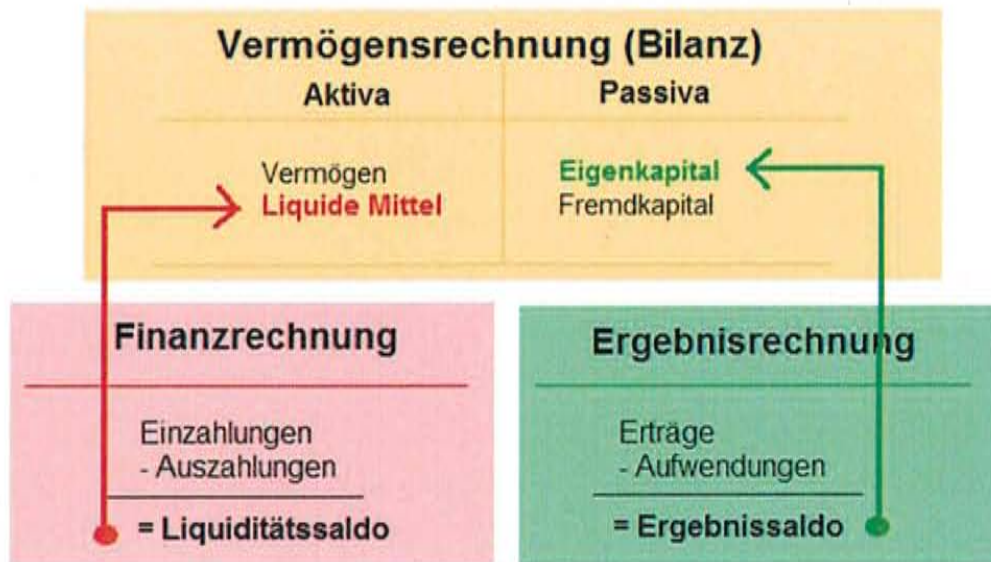 Vermögensrechnung (Bilanz)
Aktiva
Passiva
Vermögen
Liquide Mittel
Eigenkapital
Fremdkapital
Finanzrechnung
Einzahlungen
- Auszahlungen
= Liquiditätssaldo
Ergebnisrechnung
Erträge
- Aufwendungen
= Ergebnissaldo